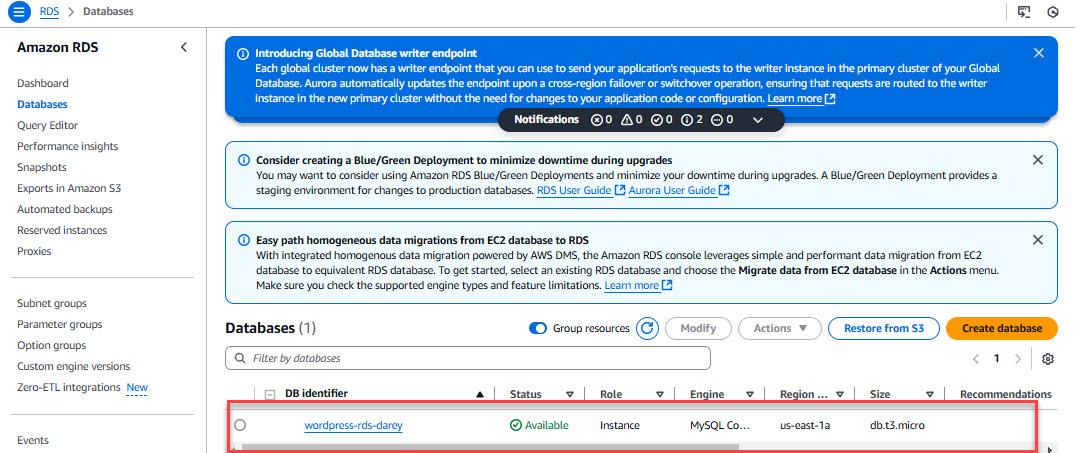 RDS > Databases
Amazon RDS
Dashboard
Databases
Query Editor
Performance insights
Snapshots
Exports in Amazon S3
Automated backups
Reserved instances
Proxies
Subnet groups
Parameter groups
Option groups
Custom engine versions
Zero-ETL integrations New
Events
Introducing Global Database writer endpoint
Each global cluster now has a writer endpoint that you can use to send your application's requests to the writer instance in the primary cluster of your Global
Database. Aurora automatically updates the endpoint upon a cross-region failover or switchover operation, ensuring that requests are routed to the writer
instance in the new primary cluster without the need for changes to your application code or configuration. Learn more
Notifications 0 0 0 2 0
Consider creating a Blue/Green Deployment to minimize downtime during upgrades
You may want to consider using Amazon RDS Blue/Green Deployments and minimize your downtime during upgrades. A Blue/Green Deployment provides a
staging environment for changes to production databases. RDS User Guide Aurora User Guide
Easy path homogeneous data migrations from EC2 database to RDS
With integrated homogeneous data migration powered by AWS DMS, the Amazon RDS console leverages simple and performant data migration from EC2
database to equivalent RDS database. To get started, select an existing RDS database and choose the Migrate data from EC2 database in the Actions menu.
Make sure you check the supported engine types and feature limitations. Learn more
Databases (1) Group resources Modify Actions Restore from S3 Create database
Filter by databases 1
DB identifier Status Role Engine Region ... Size Recommendations
wordpress-rds-darey Available Instance MySQL Co... us-east-1a db.t3.micro